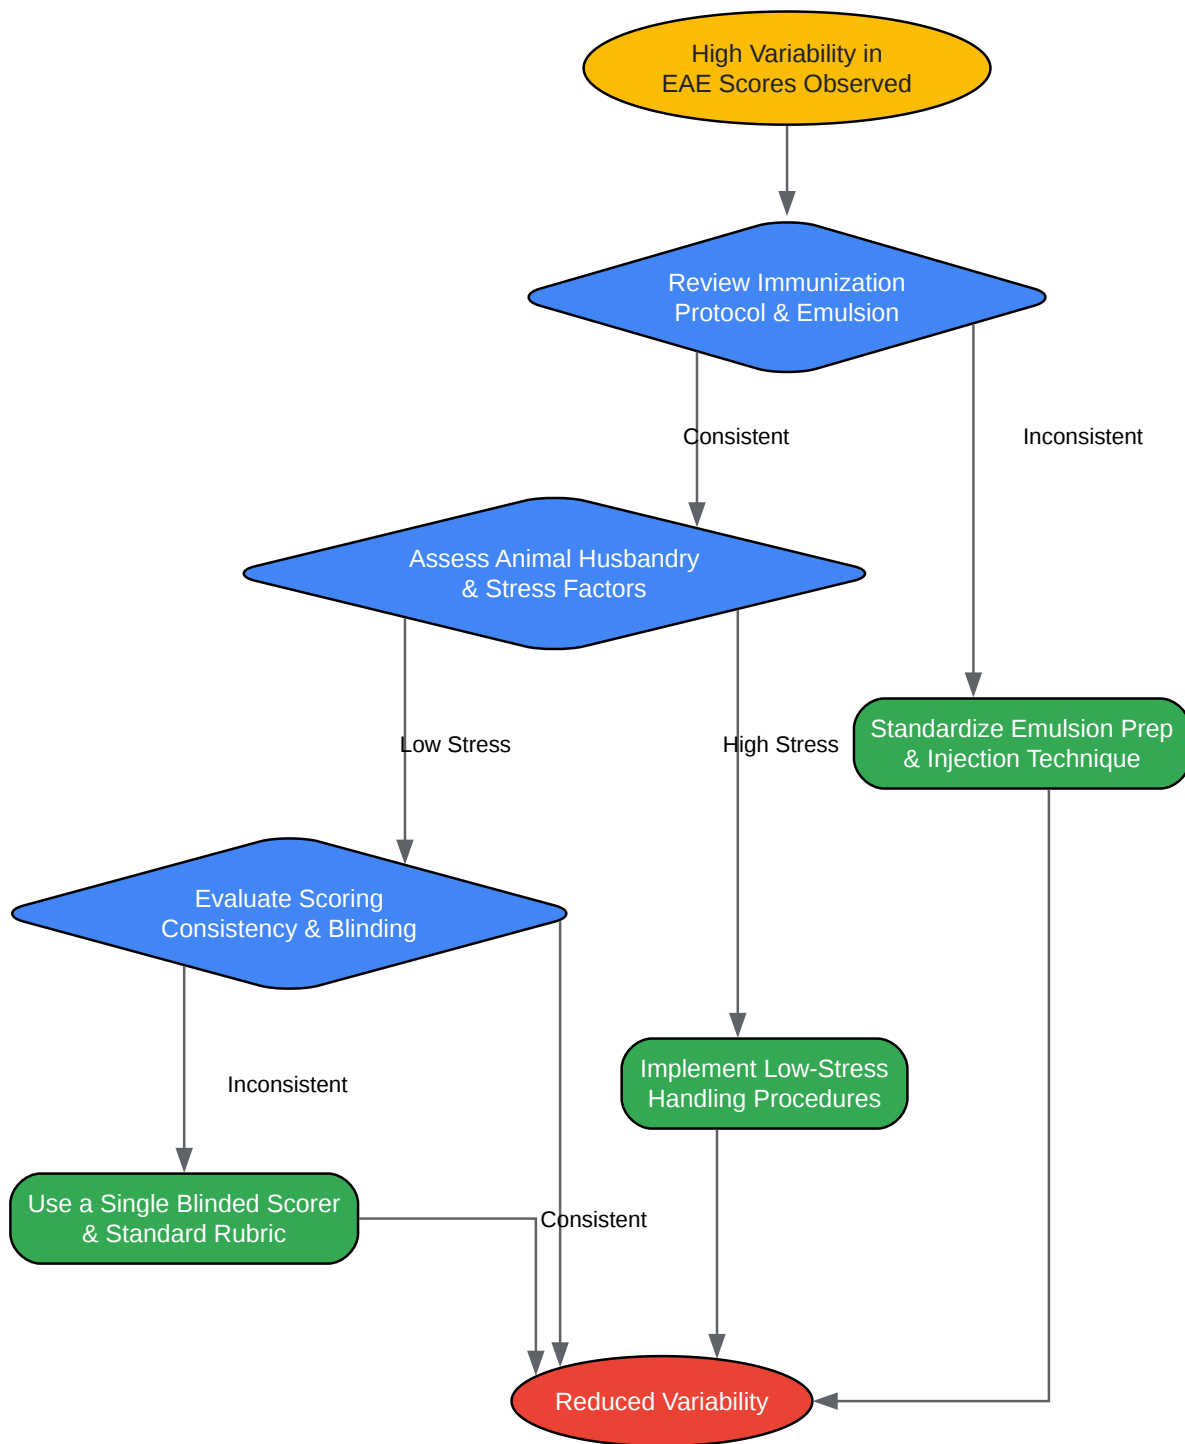 High Variability in
EAE Scores Observed
Review Immunization
Protocol & Emulsion
Consistent
Inconsistent
Assess Animal Husbandry
& Stress Factors
Standardize Emulsion Prep
& Injection Technique
Low Stress
High Stress
Evaluate Scoring
Consistency & Blinding
Implement Low-Stress
Handling Procedures
Inconsistent
Use a Single Blinded Scorer
& Standard Rubric
Consistent
Reduced Variability